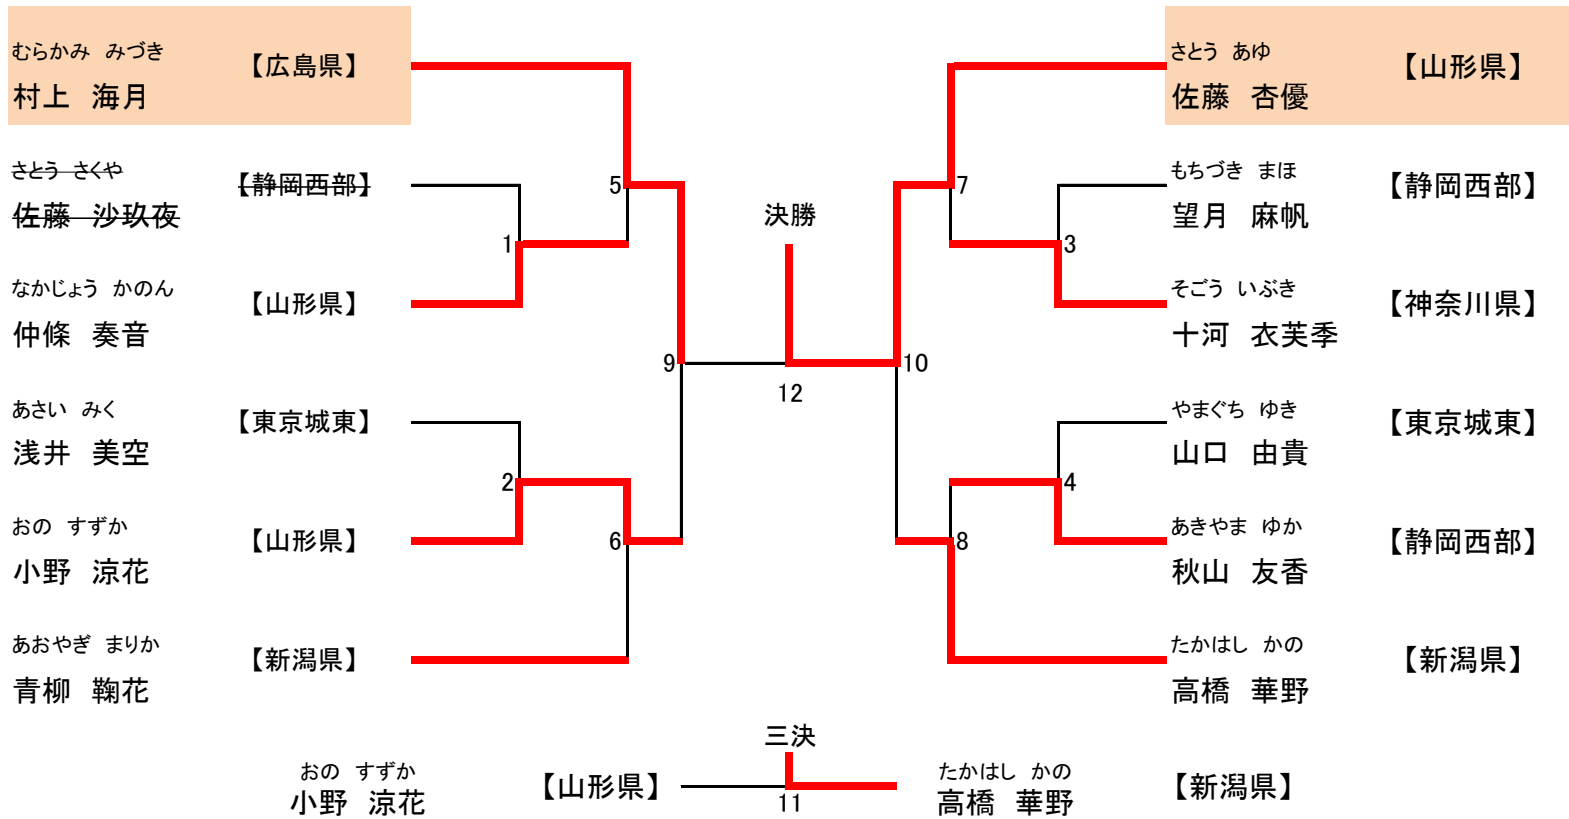 むらかみ みづき
村上 海月 【広島県】
さとう さくや
佐藤 沙玖夜 【静岡西部】
なかじょう かのん
仲條 奏音 【山形県】
あさい みく
浅井 美空 【東京城東】
おの すずか
小野 涼花 【山形県】
あおやぎ まりか
青柳 鞠花 【新潟県】
1
2
5
6
9
決勝
12
10
7
8
3
4
さとう あゆ
佐藤 杏優 【山形県】
もちづき まほ
望月 麻帆 【静岡西部】
そごう いぶき
十河 衣芙季 【神奈川県】
やまぐち ゆき
山口 由貴 【東京城東】
あきやま ゆか
秋山 友香 【静岡西部】
たかはし かの
高橋 華野 【新潟県】
三決
おの すずか
小野 涼花 【山形県】
11
たかはし かの
高橋 華野 【新潟県】